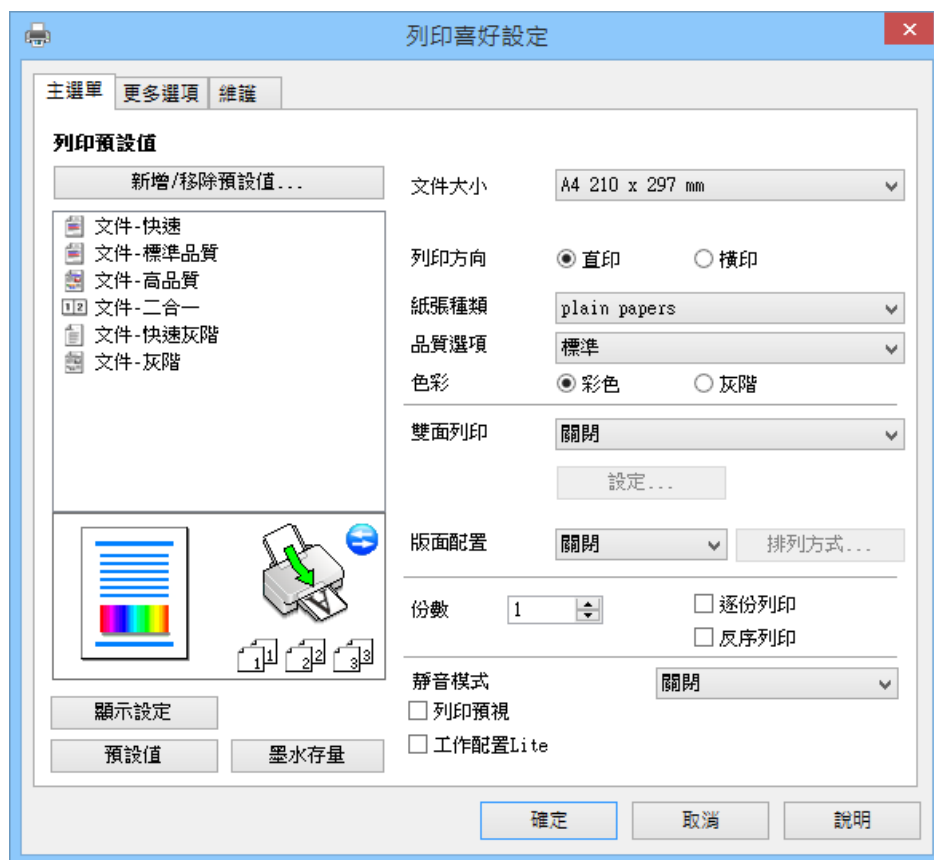 列印喜好設定
主選單 更多選項 維護
列印預設值
新增/移除預設值...
文件-快速
文件-標準品質
文件-高品質
文件-二合一
文件-快速灰階
文件-灰階
文件大小 A4 210 x 297 mm
列印方向 直印 橫印
紙張種類 plain papers
品質選項 標準
色彩 彩色 灰階
雙面列印 關閉
設定...
版面配置 關閉 排列方式...
份數 1 逐份列印
反序列印
靜音模式 關閉
列印預視
工作配置Lite
1 1 2 2 3 3
顯示設定
預設值 墨水存量
確定 取消 說明